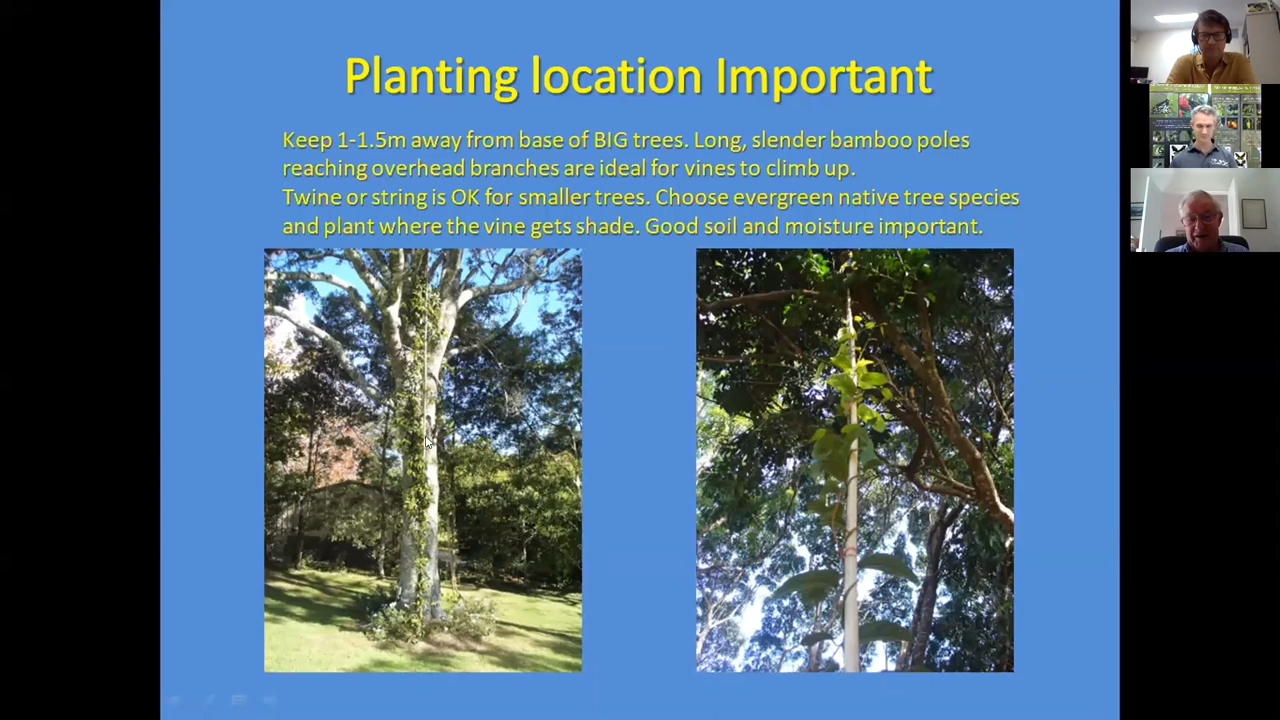 Planting location Important
Keep 1-1.5m away from base of BIG trees. Long, slender bamboo poles
reaching overhead branches are ideal for vines to climb up.
Twine or string is OK for smaller trees. Choose evergreen native tree species
and plant where the vine gets shade. Good soil and moisture important.